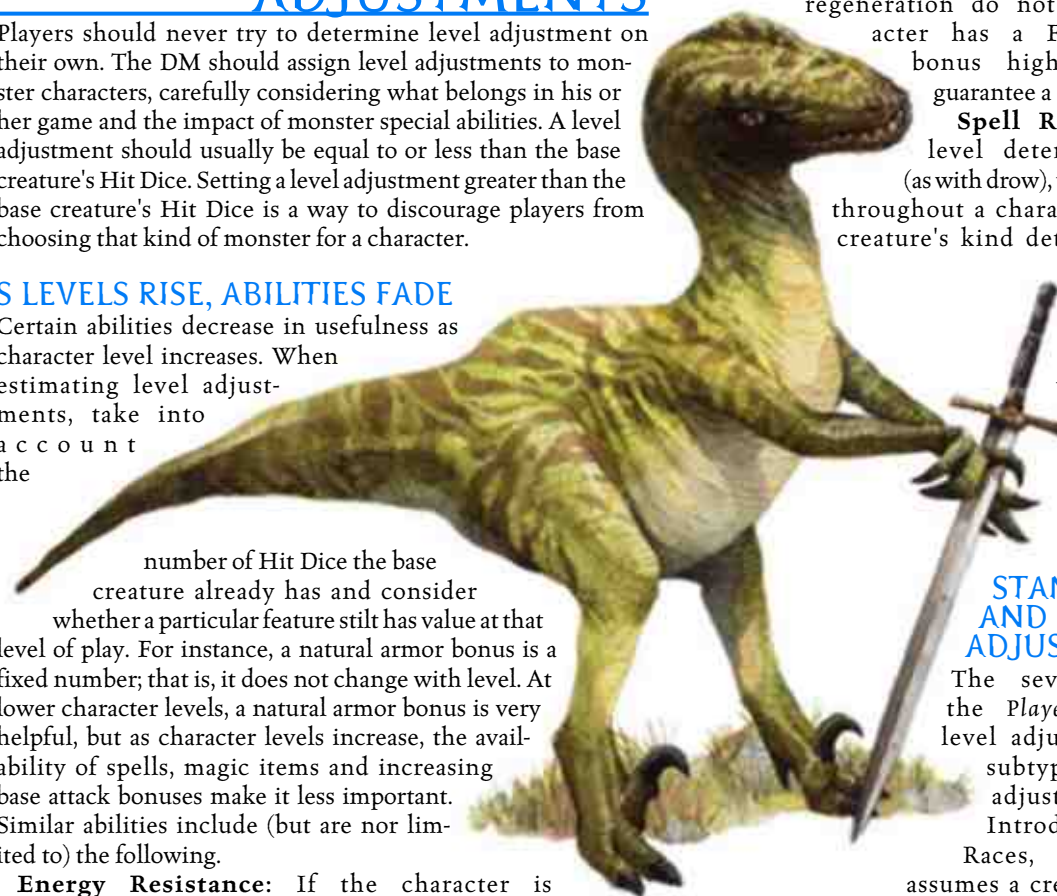 ADJUSTMENTS
Players should never try to determine level adjustment on
their own. The DM should assign level adjustments to mon-
ster characters, carefully considering what belongs in his or
her game and the impact of monster special abilities. A level
adjustment should usually be equal to or less than the base
creature's Hit Dice. Setting a level adjustment greater than the
base creature's Hit Dice is a way to discourage players from
choosing that kind of monster for a character.
S LEVELS RISE, ABILITIES FADE
Certain abilities decrease in usefulness as
character level increases. When
estimating level adjust-
ments, take into
account
the
number of Hit Dice the base
creature already has and consider
whether a particular feature stilt has value at that
level of play. For instance, a natural armor bonus is a
fixed number; that is, it does not change with level. At
lower character levels, a natural armor bonus is very
helpful, but as character levels increase, the avail-
ability of spells, magic items and increasing
base attack bonuses make it less important.
Similar abilities include (but are nor lim-
ited to) the following.
Energy Resistance: If the character is
regeneration do not
acter has a
bonus high
guarantee a
Spell R
level deter
(as with drow),
throughout a chara
creature's kind det
STAN
AND
ADJUS
The sev
the Playe
level adju
subtyp
adjust
Introd
Races,
assumes a cre